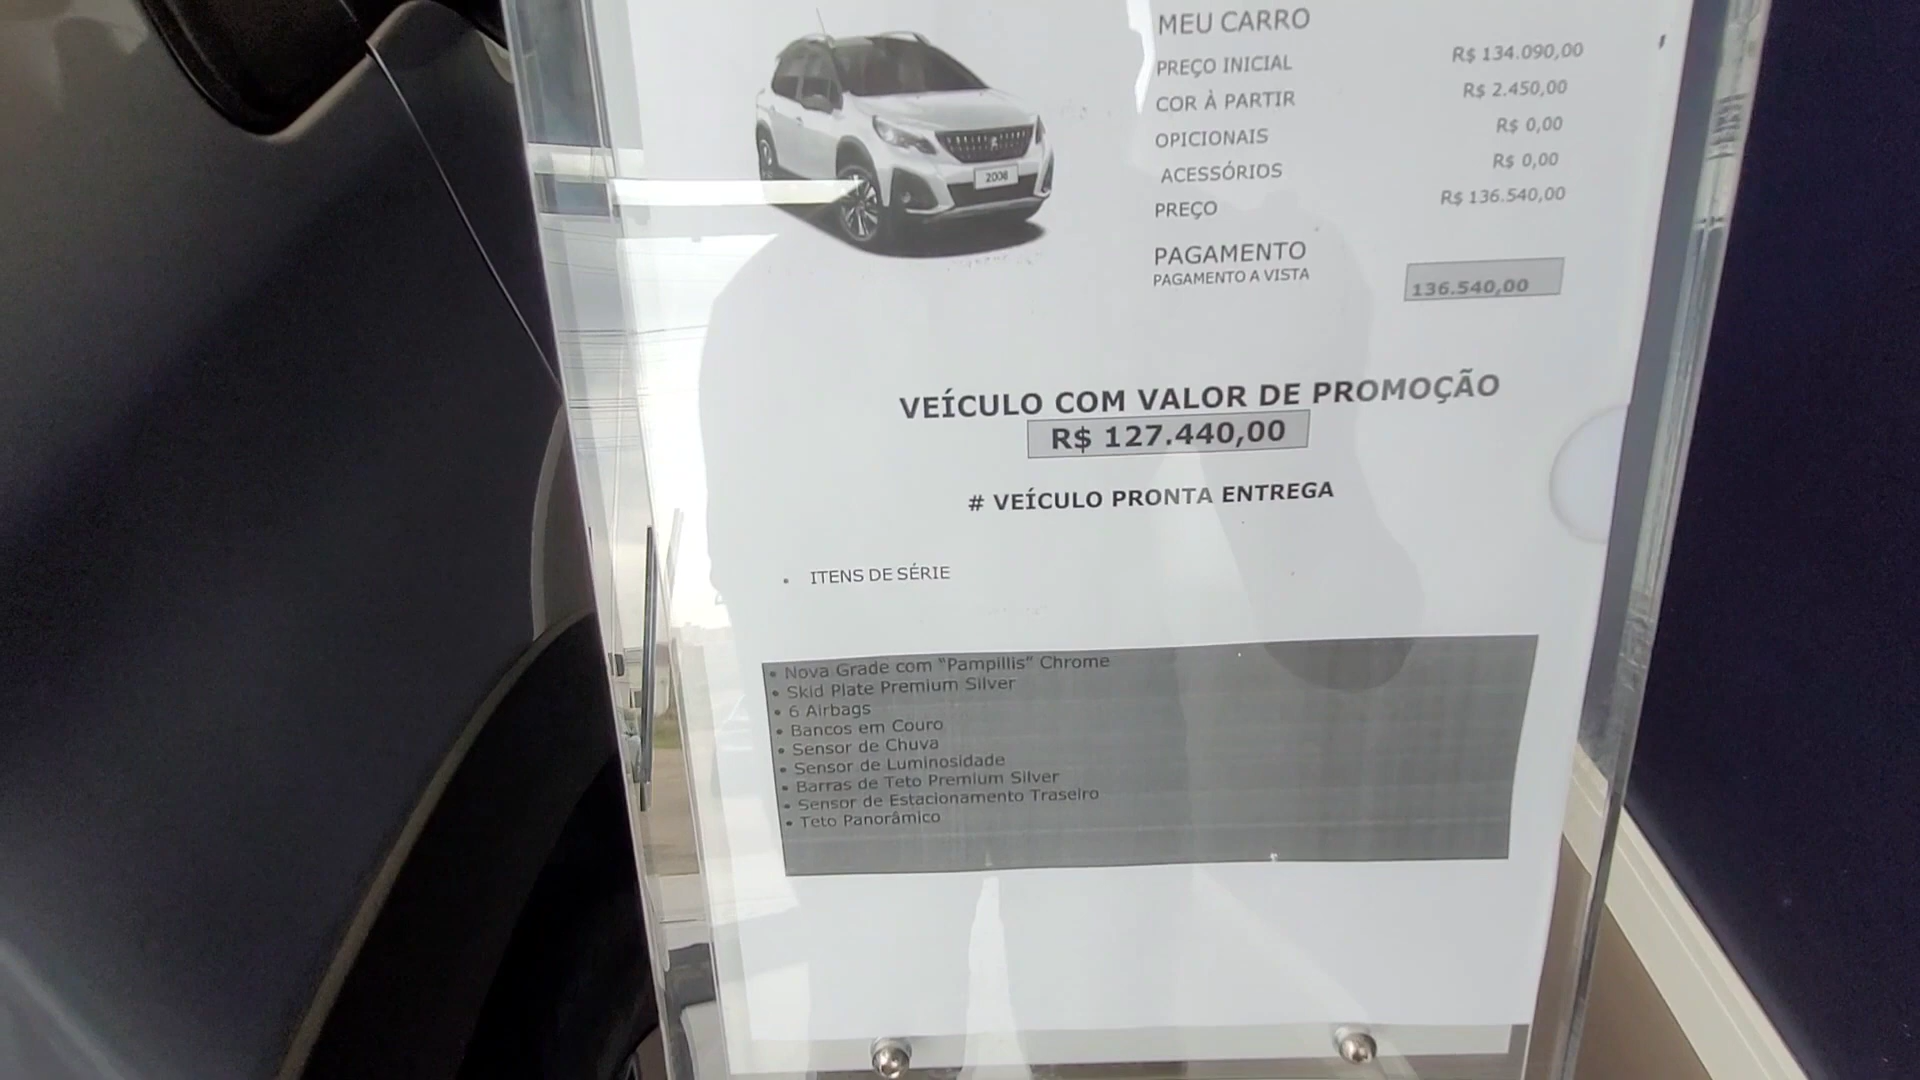 MEU CARRO
PREÇO INICIAL R$ 134.090,00
COR À PARTIR R$ 2.450,00
OPICIONAIS R$ 0,00
ACESSÓRIOS R$ 0,00
PREÇO R$ 136.540,00
PAGAMENTO
PAGAMENTO A VISTA 136.540,00
2008
VEÍCULO COM VALOR DE PROMOÇÃO
R$ 127.440,00
# VEÍCULO PRONTA ENTREGA
• ITENS DE SÉRIE
• Nova Grade com "Pampillis" Chrome
• Skid Plate Premium Silver
• 6 Airbags
• Bancos em Couro
• Sensor de Chuva
• Sensor de Luminosidade
• Barras de Teto Premium Silver
• Sensor de Estacionamento Traseiro
• Teto Panorâmico